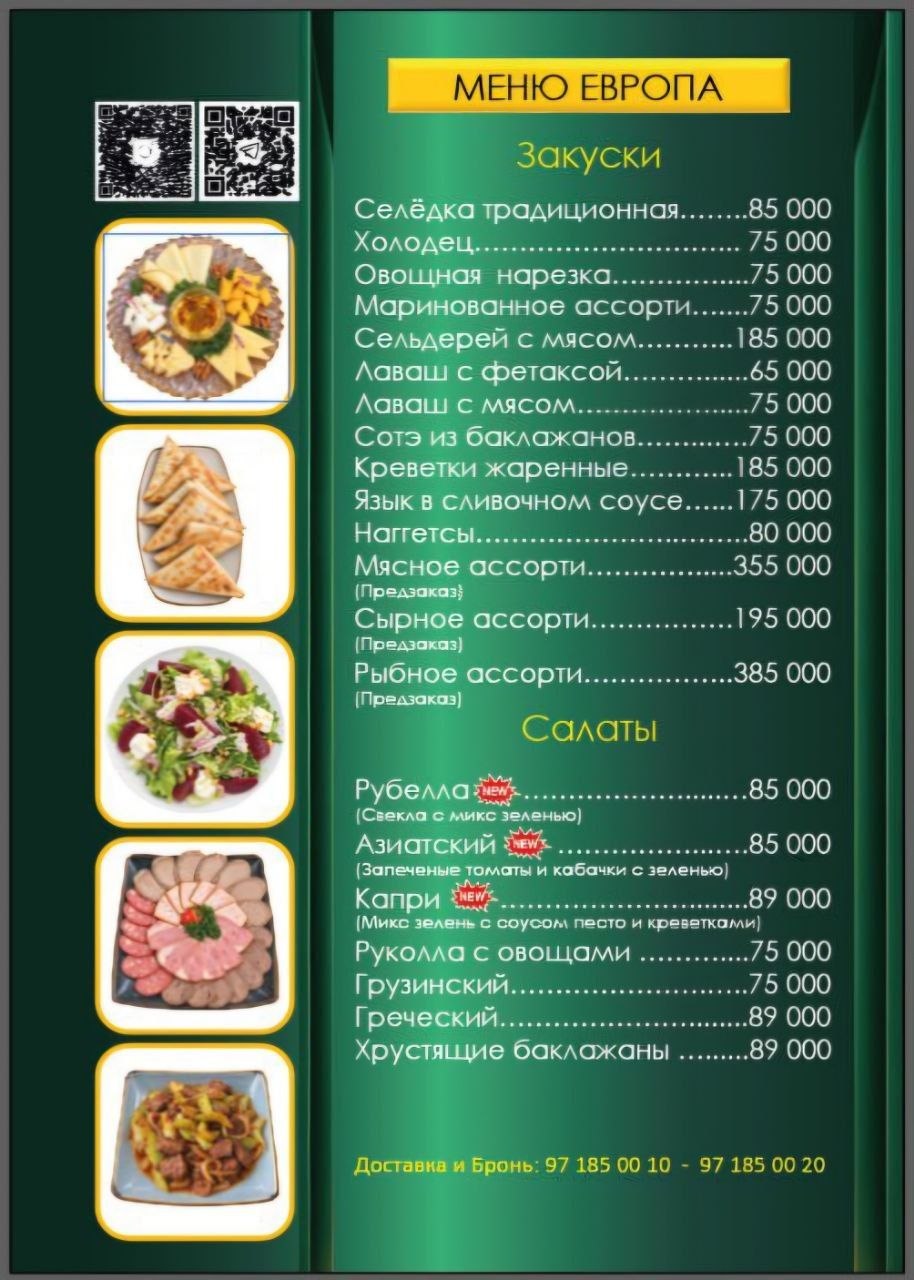 МЕНЮ ЕВРОПА
Закуски
Селёдка традиционная........85 000
Холодец............................... 75 000
Овощная нарезка................75 000
Маринованное ассорти.......75 000
Сельдерей с мясом...........185 000
Лаваш с фетаксой...............65 000
Лаваш с мясом....................75 000
Сотэ из баклажанов.............75 000
Креветки жаренные............185 000
Язык в сливочном соусе......175 000
Наггетсы................................80 000
Мясное ассорти.................355 000
(Предзаказ)
Сырное ассорти.................195 000
(Предзаказ)
Рыбное ассорти..................385 000
(Предзаказ)
Салаты
Рубелла NEW..........................85 000
(Свекла с микс зеленью)
Азиатский NEW ......................85 000
(Запеченые томаты и кабачки с зеленью)
Капри NEW............................89 000
(Микс зелень с соусом песто и креветками)
Руколла с овощами .............75 000
Грузинский............................75 000
Греческий.............................89 000
Хрустящие баклажаны .........89 000
Доставка и Бронь: 97 185 00 10 - 97 185 00 20